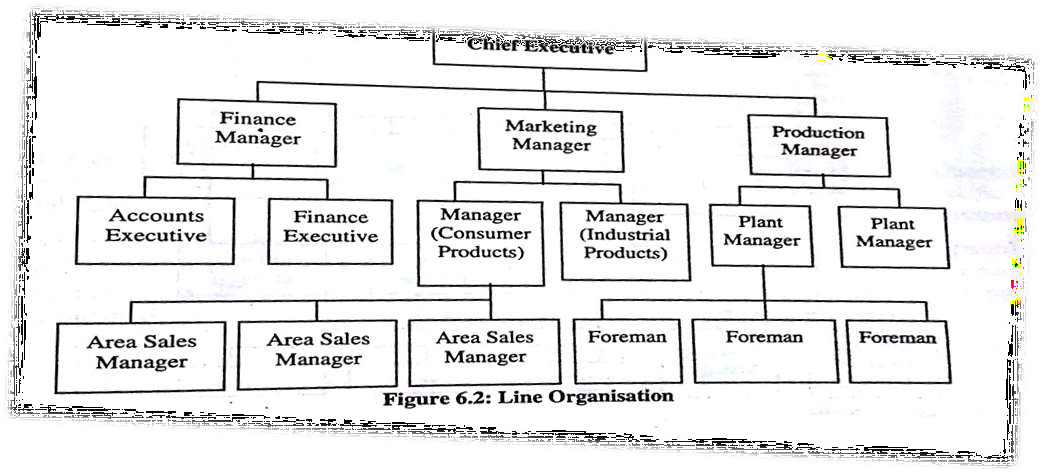 Chief Executive
Finance
Manager
Marketing
Manager
Production
Manager
Accounts
Executive
Finance
Executive
Manager
(Consumer
Products)
Manager
(Industrial
Products)
Plant
Manager
Plant
Manager
Area Sales
Manager
Area Sales
Manager
Area Sales
Manager
Foreman
Foreman
Foreman
Figure 6.2: Line Organisation